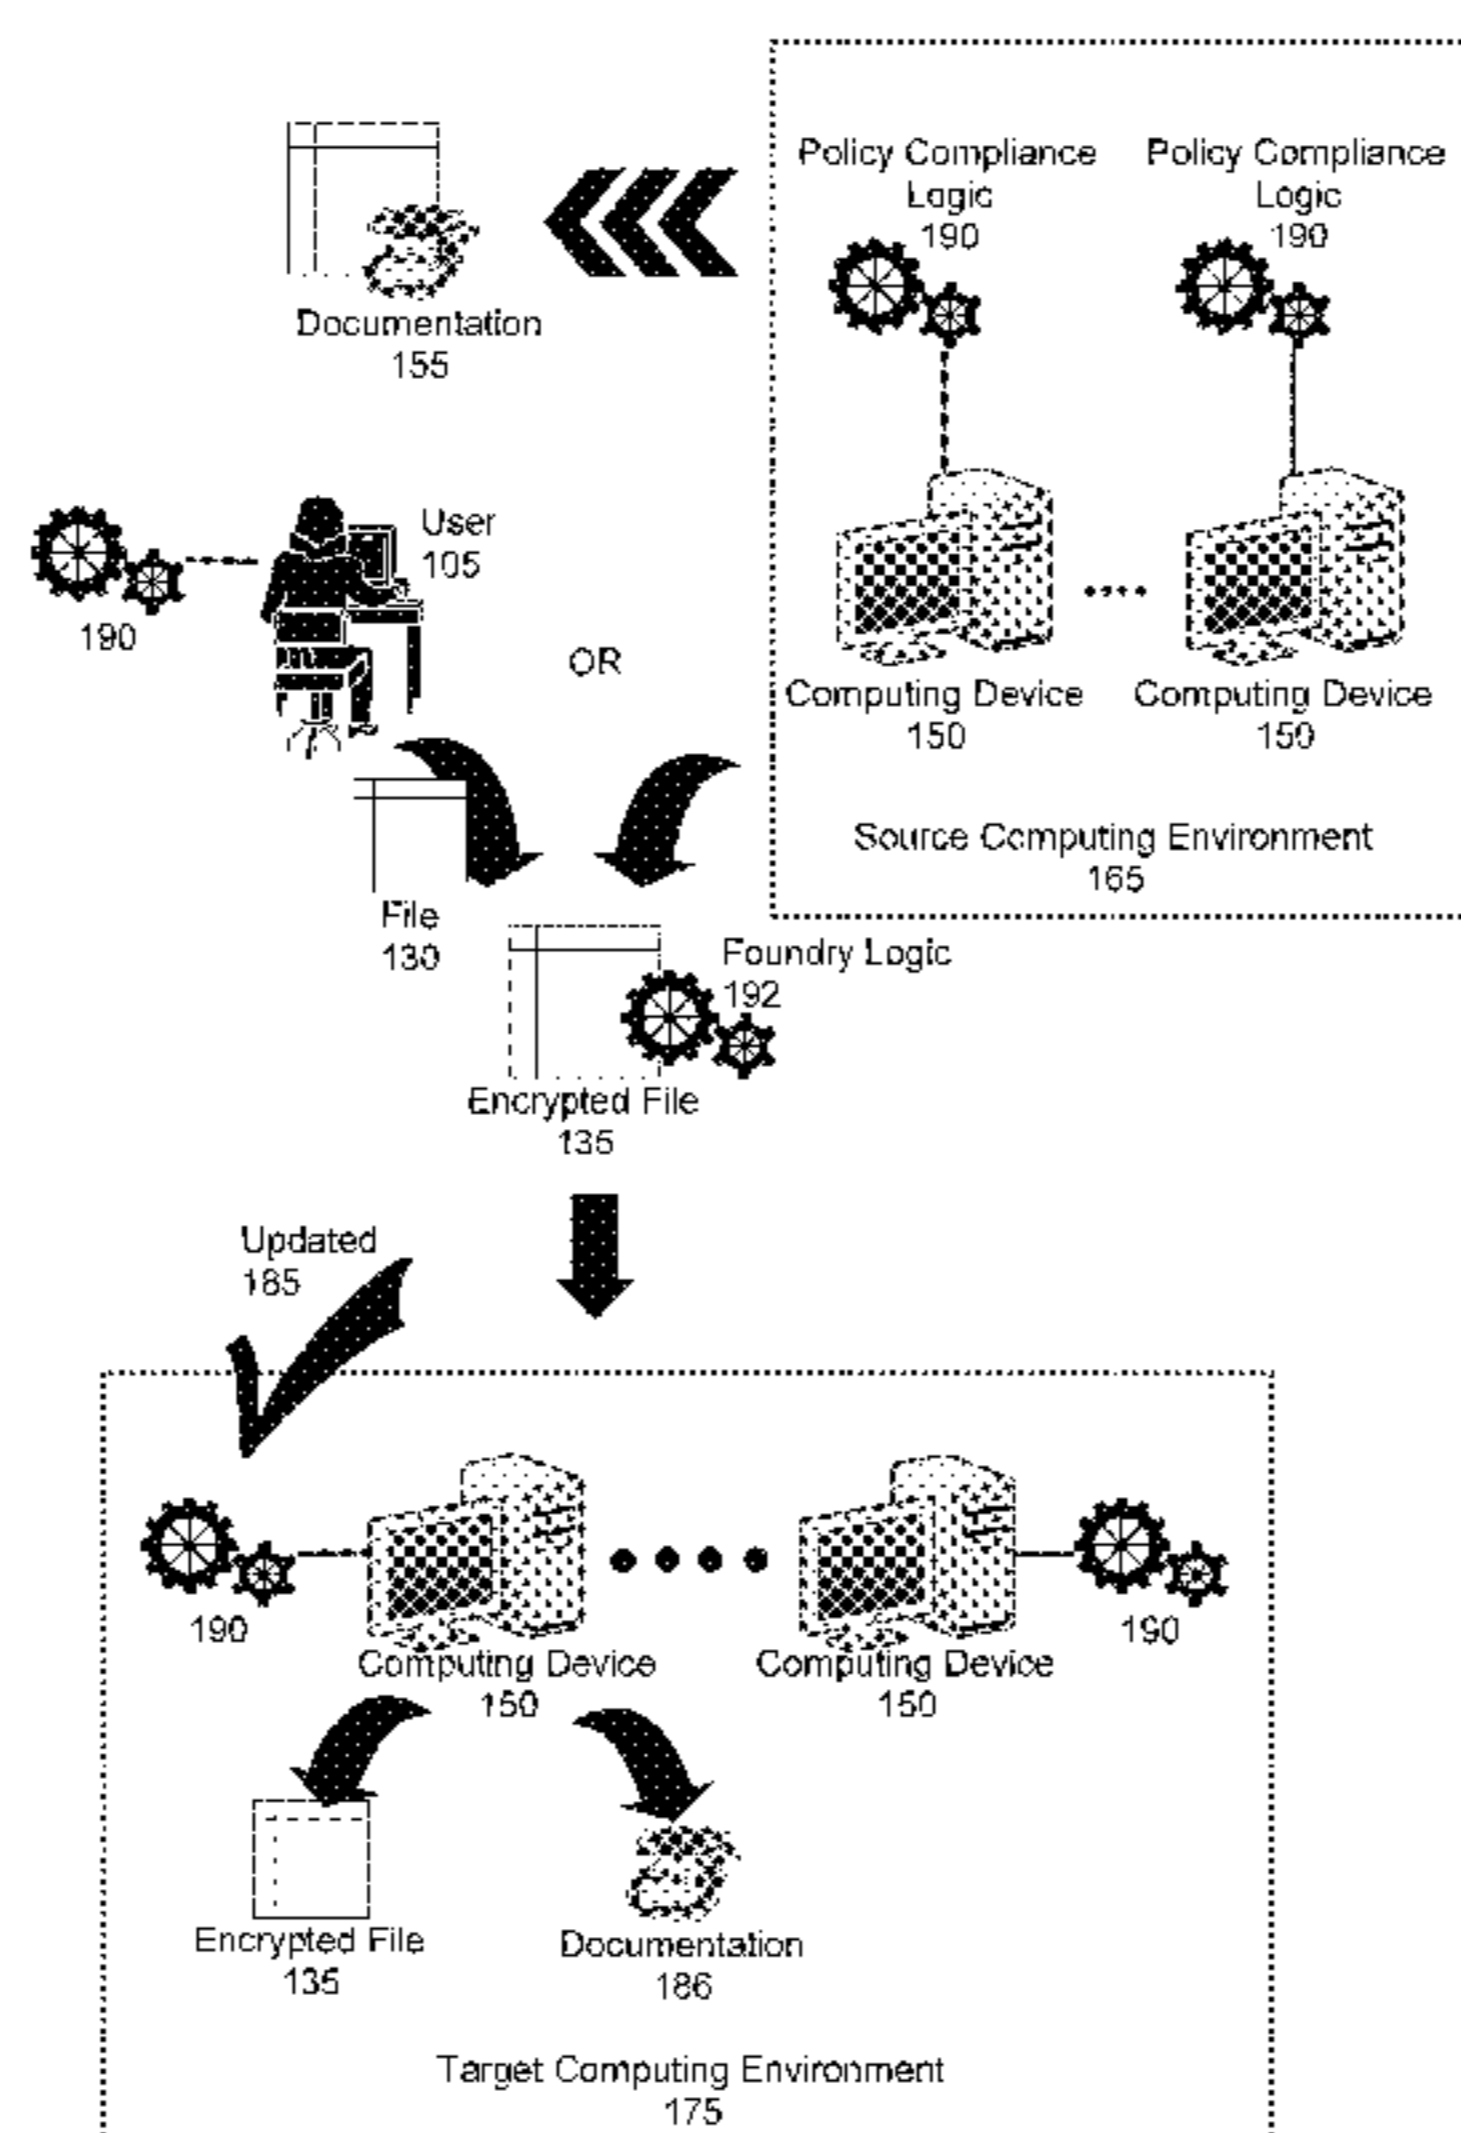 Policy Compliance
Logic
190
Policy Compliance
Logic
190
Documentation
155
User
105
190
OR
Computing Device
150
Computing Device
150
Source Computing Environment
165
File
130
Foundry Logic
192
Encrypted File
135
Updated
185
190
Computing Device
150
Computing Device
150
190
Encrypted File
135
Documentation
186
Target Computing Environment
175